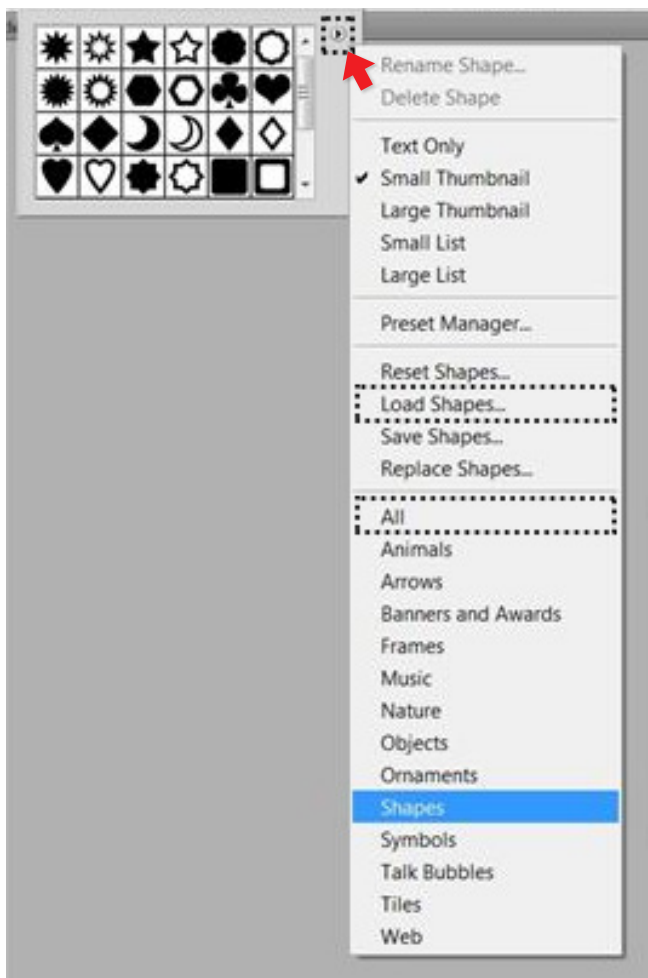 Rename Shape...
Delete Shape
Text Only
Small Thumbnail
Large Thumbnail
Small List
Large List
Preset Manager...
Reset Shapes...
Load Shapes...
Save Shapes...
Replace Shapes...
All
Animals
Arrows
Banners and Awards
Frames
Music
Nature
Objects
Ornaments
Shapes
Symbols
Talk Bubbles
Tiles
Web